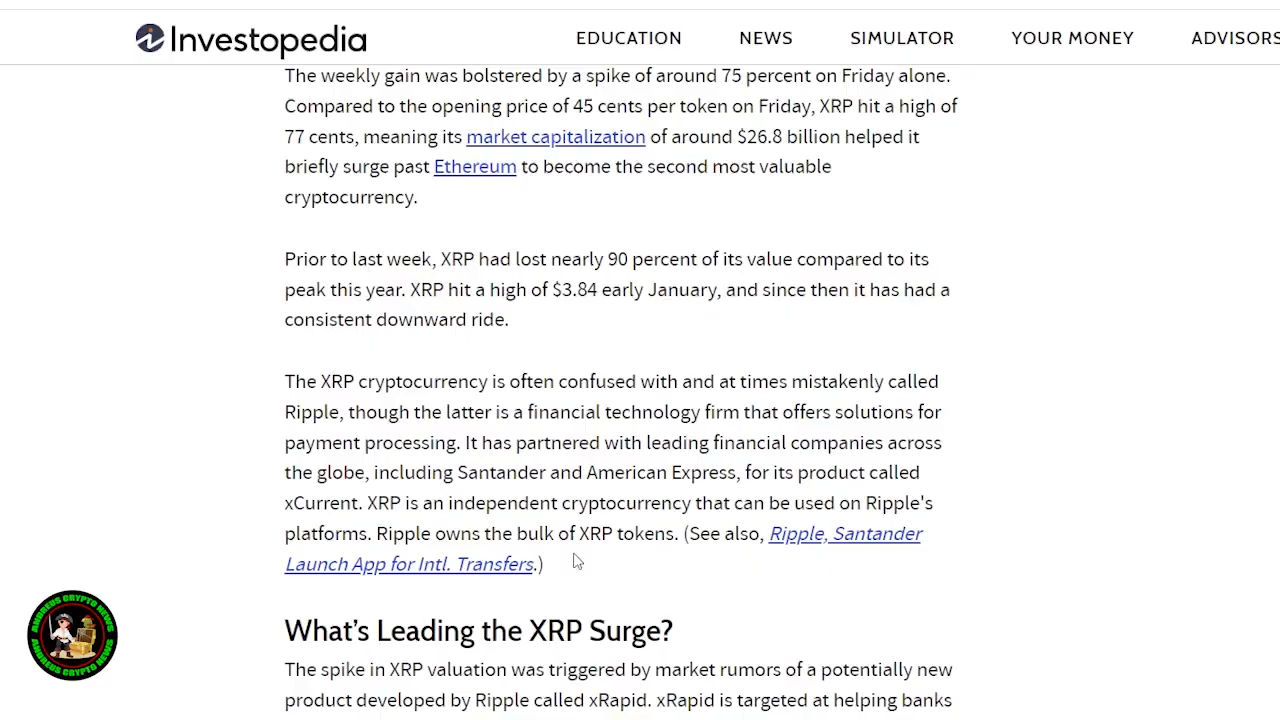 Investopedia
EDUCATION NEWS SIMULATOR YOUR MONEY ADVISORS
The weekly gain was bolstered by a spike of around 75 percent on Friday alone.
Compared to the opening price of 45 cents per token on Friday, XRP hit a high of
77 cents, meaning its market capitalization of around $26.8 billion helped it
briefly surge past Ethereum to become the second most valuable
cryptocurrency.
Prior to last week, XRP had lost nearly 90 percent of its value compared to its
peak this year. XRP hit a high of $3.84 early January, and since then it has had a
consistent downward ride.
The XRP cryptocurrency is often confused with and at times mistakenly called
Ripple, though the latter is a financial technology firm that offers solutions for
payment processing. It has partnered with leading financial companies across
the globe, including Santander and American Express, for its product called
xCurrent. XRP is an independent cryptocurrency that can be used on Ripple's
platforms. Ripple owns the bulk of XRP tokens. (See also, Ripple, Santander
Launch App for Intl. Transfers.)
ANDREUS CRYPTO NEWS
ANDREUS CRYPTO NEWS
What's Leading the XRP Surge?
The spike in XRP valuation was triggered by market rumors of a potentially new
product developed by Ripple called xRapid. xRapid is targeted at helping banks